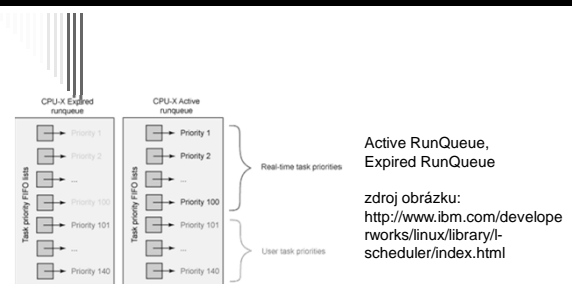 CPU-X Expired
runqueue
Task priority FIFO lists
Priority 1
Priority 2
...
Priority 100
Priority 101
...
Priority 140
CPU-X Active
runqueue
Task priority FIFO lists
Priority 1
Priority 2
...
Priority 100
Priority 101
...
Priority 140
Real-time task priorities
User task priorities
Active RunQueue,
Expired RunQueue
zdroj obrázku:
http://www.ibm.com/develope
rworks/linux/library/l-
scheduler/index.html